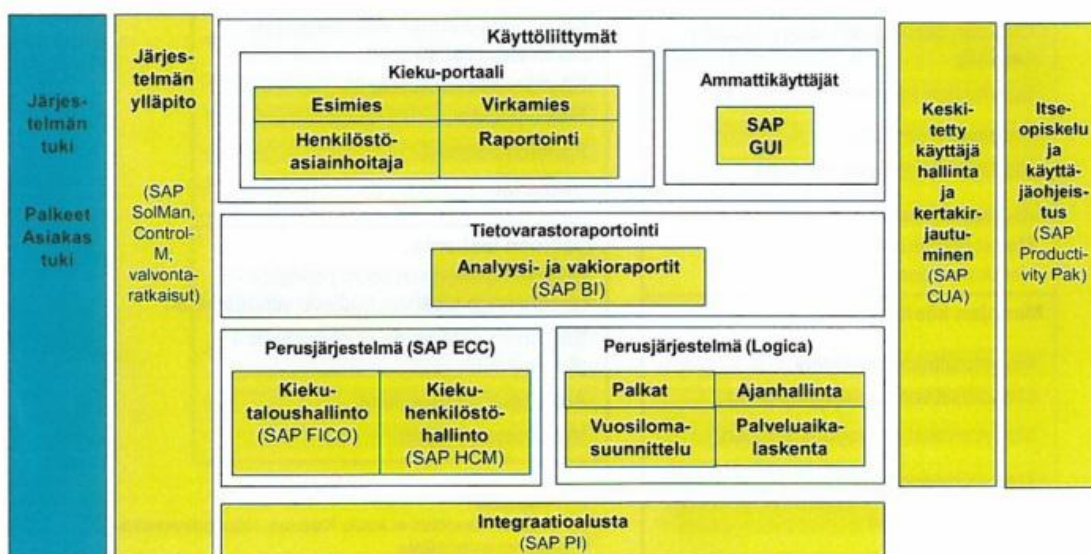 Järjes-
telmän
tuki
Palkeet
Asiakas
tuki
Järjes-
telmän
ylläpito
(SAP
SolMan,
Control-
M,
valvonta-
ratkaisut)
Käyttöliittymät
Kieku-portaali
Esimies
Virkamies
Henkilöstö-
asiainhoitaja
Raportointi
Ammattikäyttäjät
SAP
GUI
Tietovarastoraportointi
Analyysi- ja vakioraportit
(SAP BI)
Perusjärjestelmä (SAP ECC)
Kieku-
taloushallinto
(SAP FICO)
Kieku-
henkilöstö-
hallinto
(SAP HCM)
Perusjärjestelmä (Logica)
Palkat
Ajanhallinta
Vuosiloma-
suunnittelu
Palveluaika-
laskenta
Integraatioalusta
(SAP PI)
Keski-
tetty
käyttäjä
hallinta
ja
kertakir-
jautu-
minen
(SAP
CUA)
Itse-
opiskelu
ja
käyttä-
jäohjeis-
tus
(SAP
Producti-
vity Pak)